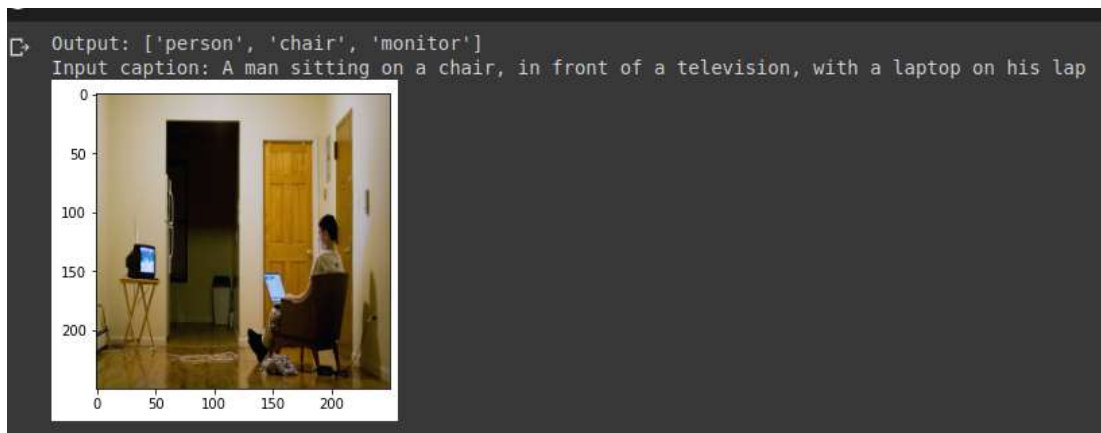 Output: ['person', 'chair', 'monitor']
Input caption: A man sitting on a chair, in front of a television, with a laptop on his lap
0
50
100
150
200
0 50 100 150 200